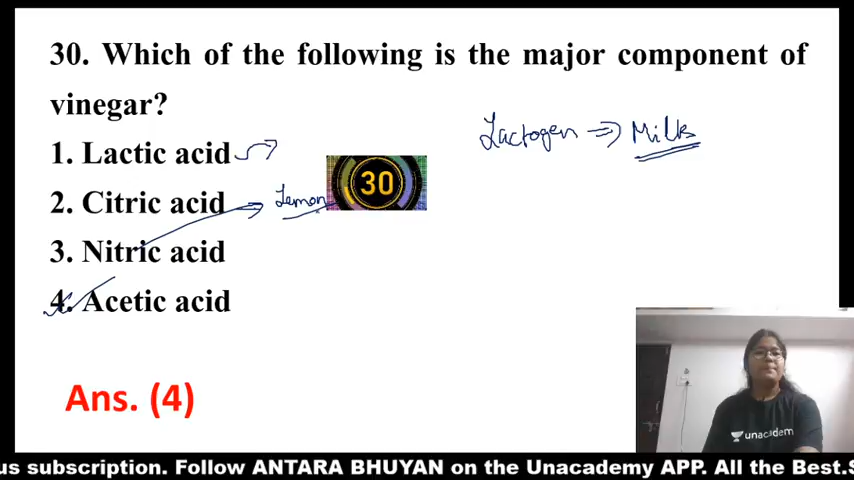 30. Which of the following is the major component of
vinegar?
Lactogen ⇒ Milk
1. Lactic acid
2. Citric acid → Lemon
30
3. Nitric acid
4. Acetic acid
Ans. (4)
unacademy
us subscription. Follow ANTARA BHUYAN on the Unacademy APP. All the Best.S